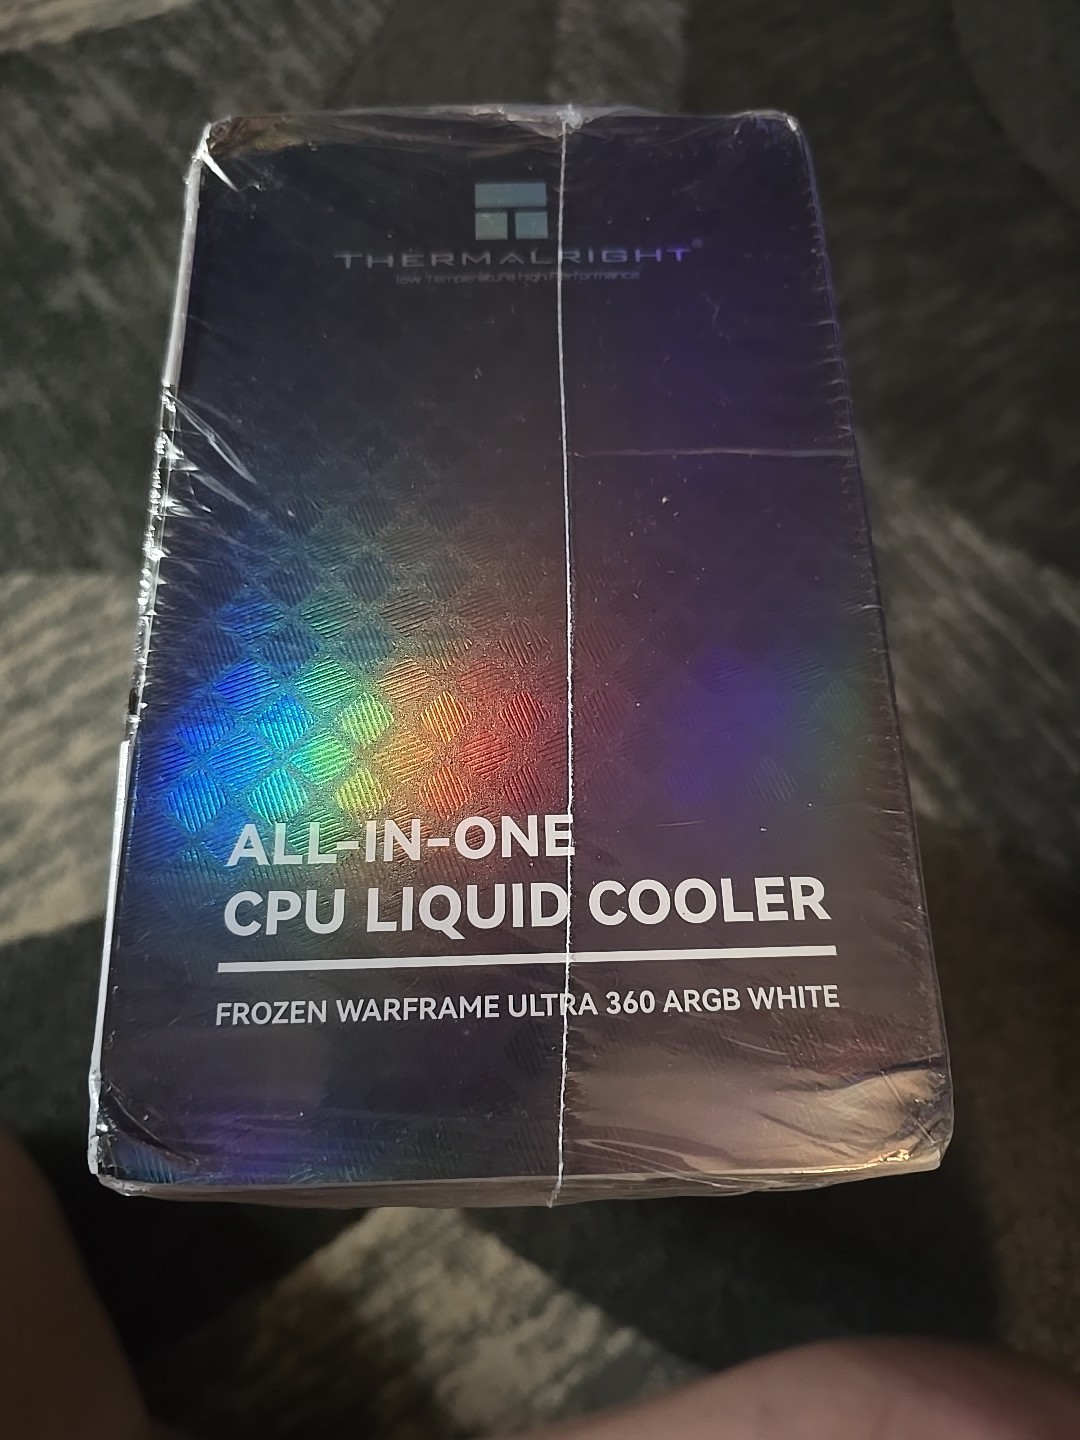 THERMALRIGHT®
Low Temperature High Performance
ALL-IN-ONE
CPU LIQUID COOLER
FROZEN WARFRAME ULTRA 360 ARGB WHITE